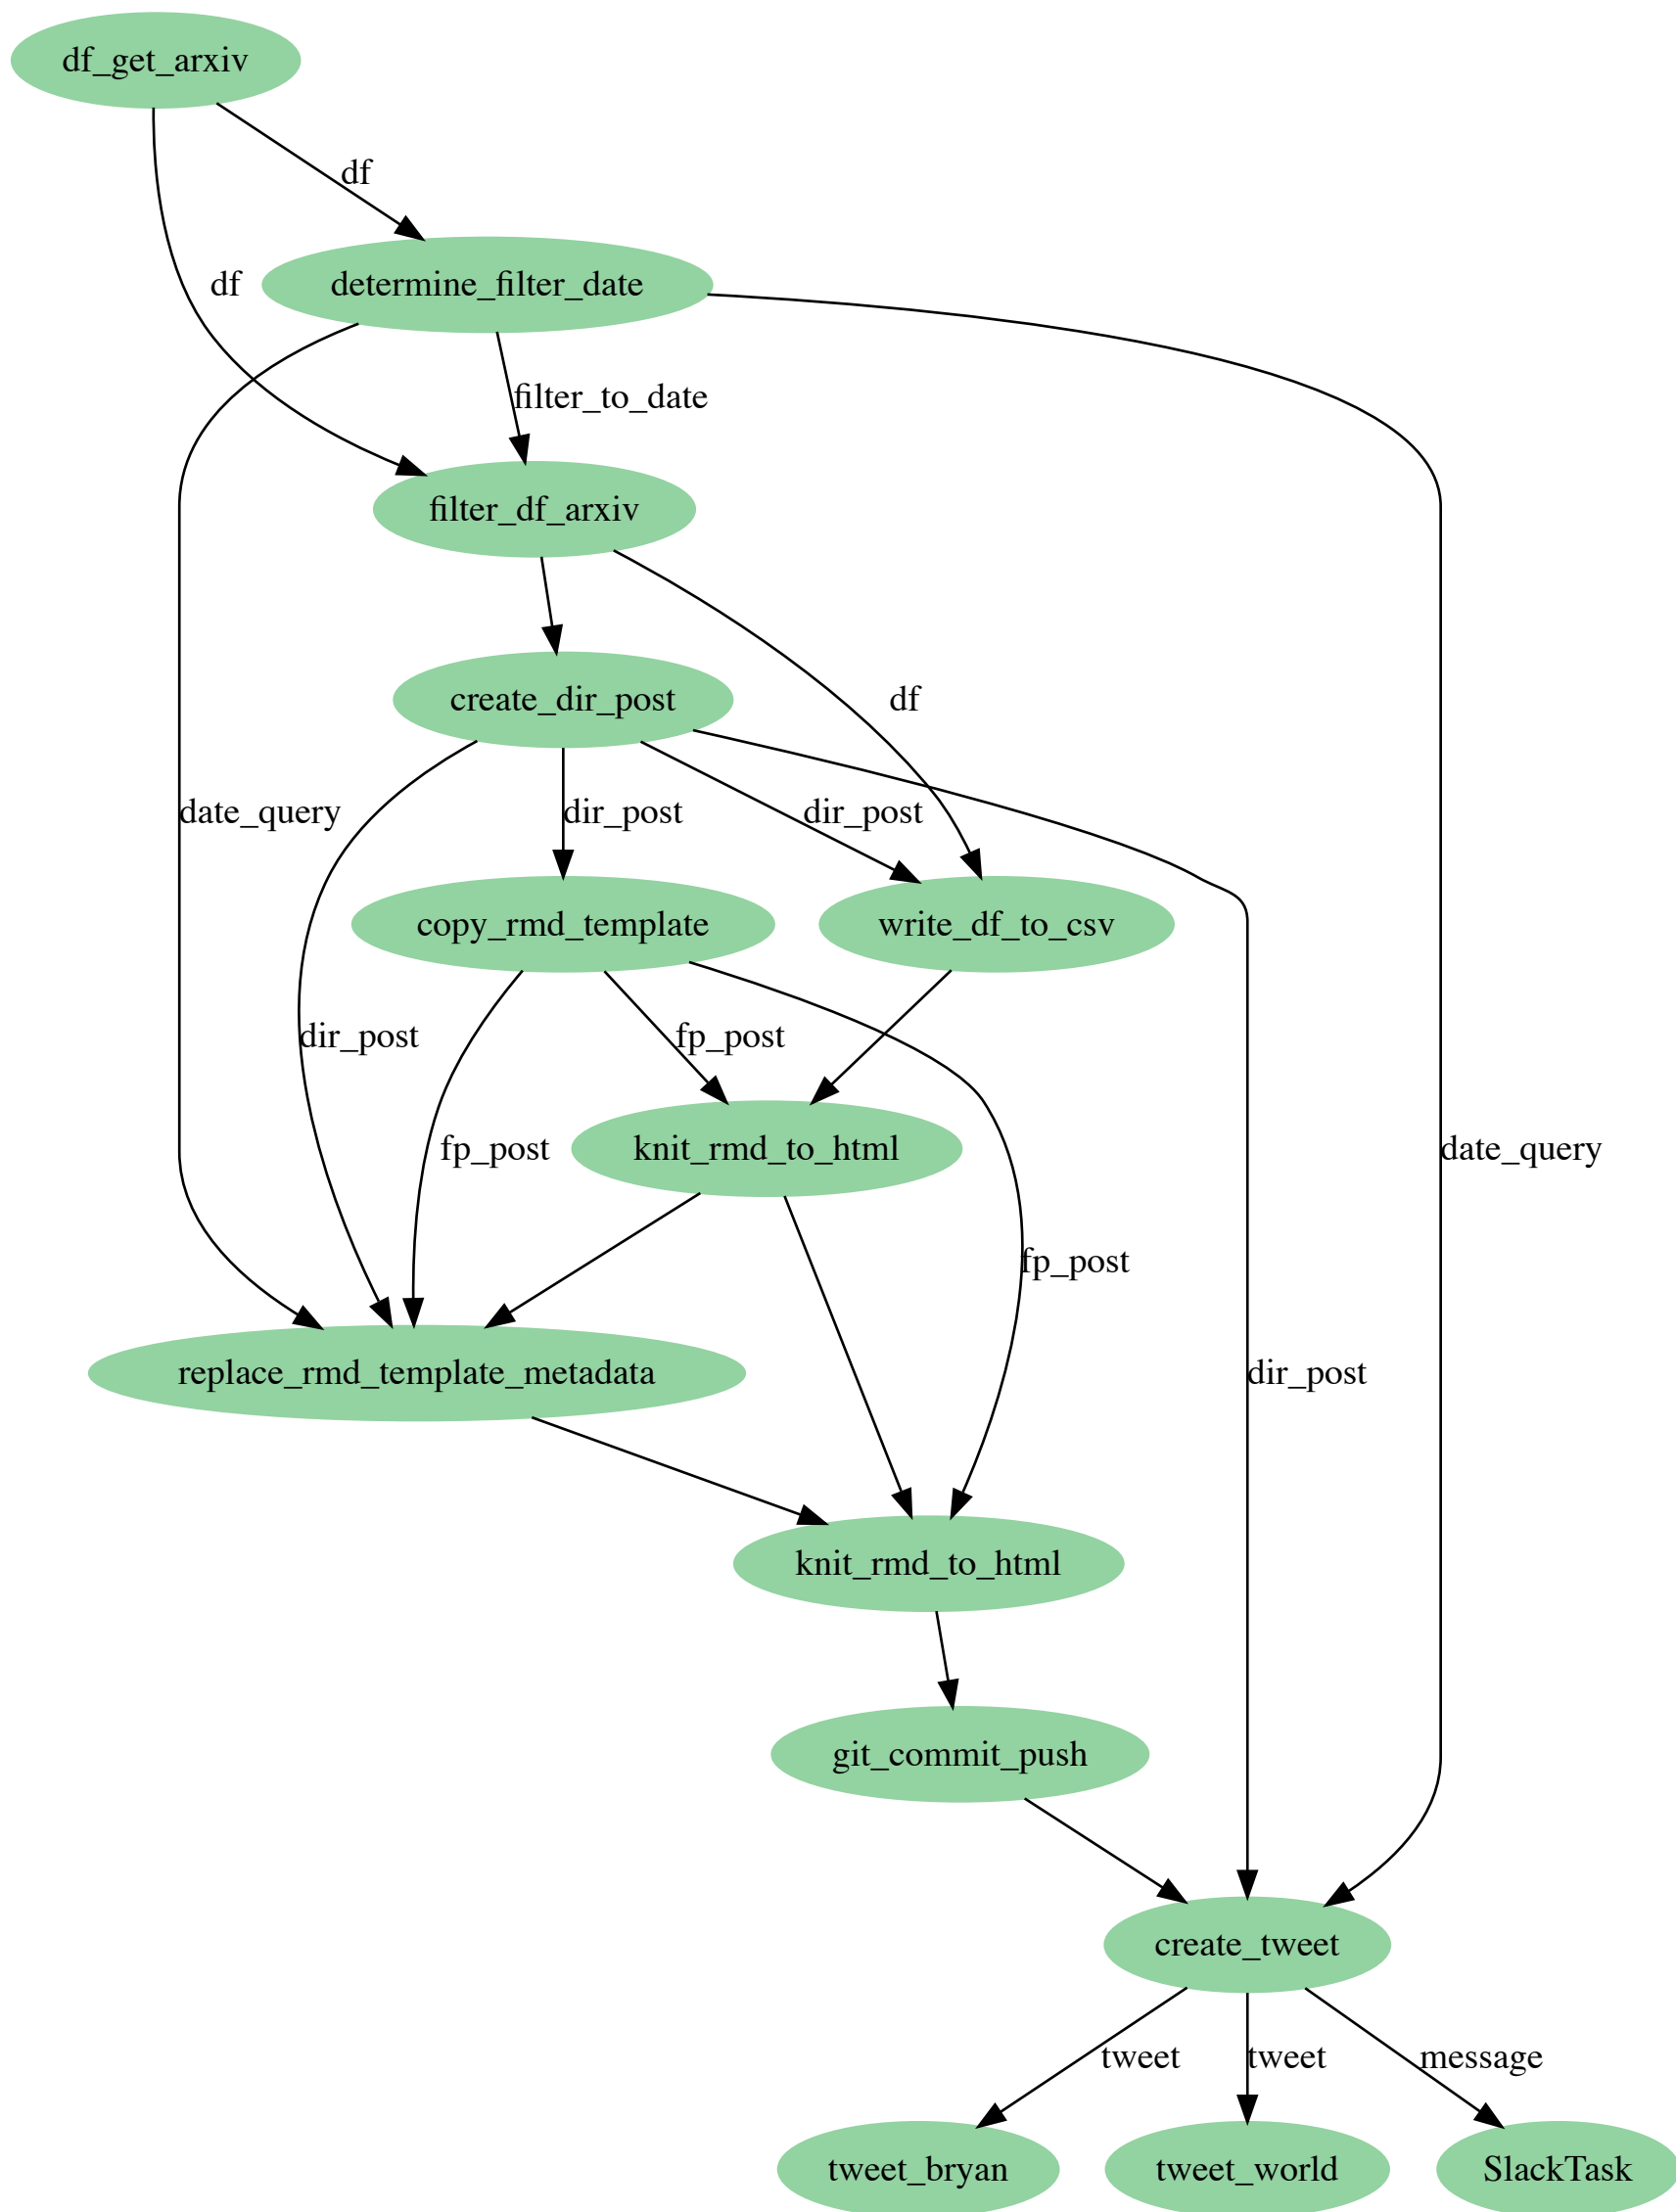 df_get_arxiv
df
df
determine_filter_date
filter_to_date
filter_df_arxiv
create_dir_post
df
date_query
dir_post
dir_post
copy_rmd_template
write_df_to_csv
dir_post
fp_post
fp_post
knit_rmd_to_html
date_query
fp_post
replace_rmd_template_metadata
dir_post
knit_rmd_to_html
git_commit_push
create_tweet
tweet
tweet
message
tweet_bryan
tweet_world
SlackTask